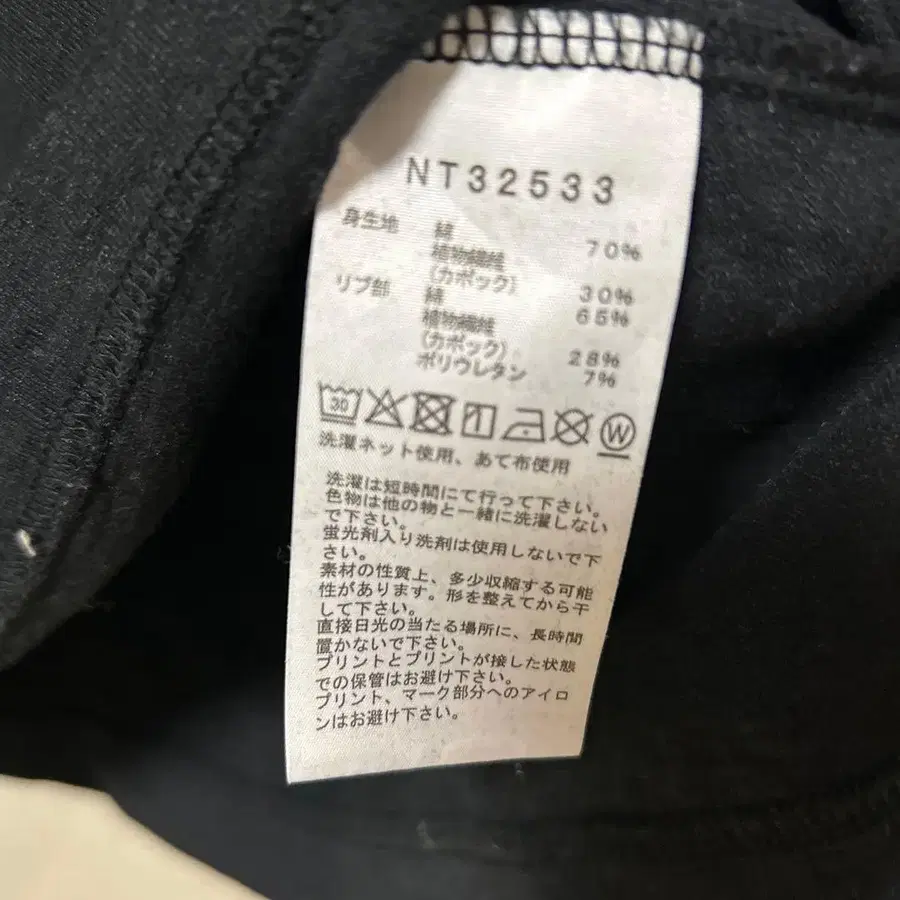 NT32533
身生地 綿 70%
植物繊維
(カポック) 30%
リブ部 綿 65%
植物繊維
(カポック) 28%
ポリウレタン 7%
30 W
洗濯ネット使用、あて布使用
洗濯は短時間にて行って下さい。
色物は他の物と一緒に洗濯しない
で下さい。
蛍光剤入り洗剤は使用しないで下
さい。
素材の性質上、多少収縮する可能
性があります。形を整えてから干
して下さい。
直接日光の当たる場所に、長時間
置かないで下さい。
プリントとプリントが接した状態
での保管はお避け下さい。
プリント、マーク部分へのアイロ
ンはお避け下さい。